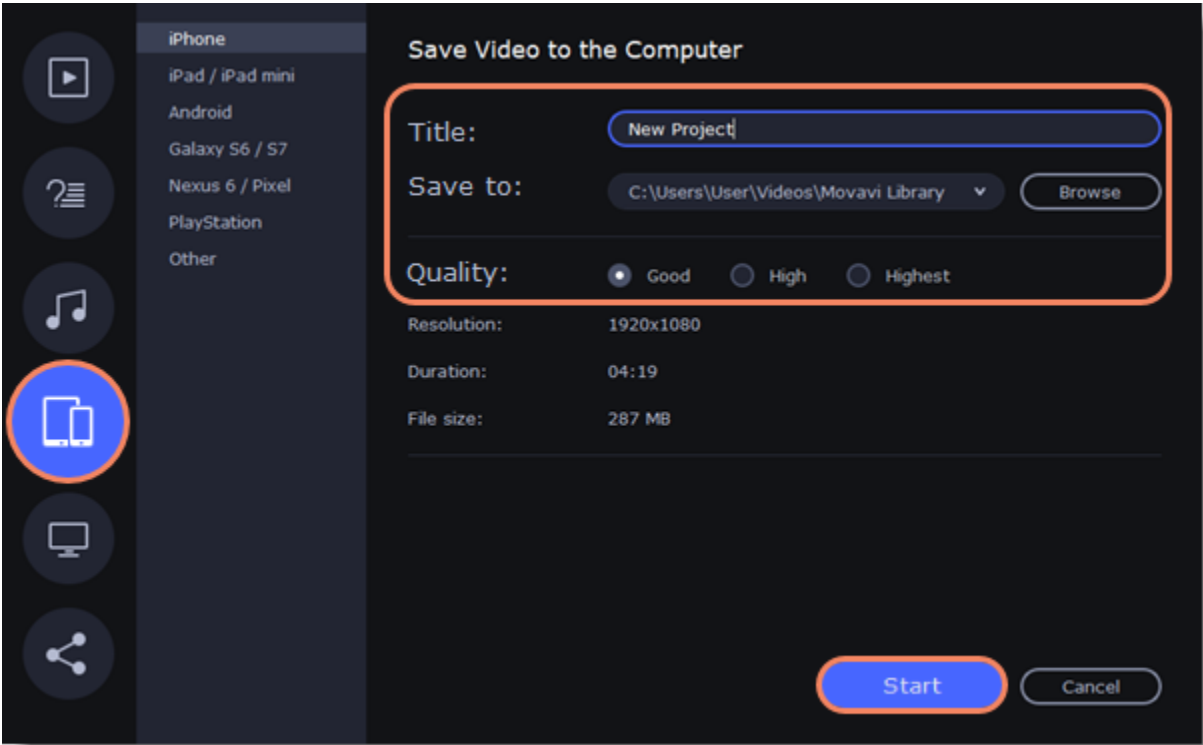 iPhone
iPad / iPad mini
Android
Galaxy S6 / S7
Nexus 6 / Pixel
PlayStation
Other
Save Video to the Computer
Title: New Project
Save to: C:\Users\User\Videos\Movavi Library Browse
Quality: Good High Highest
Resolution: 1920x1080
Duration: 04:19
File size: 287 MB
Start Cancel